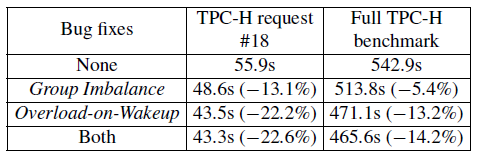 Bug fixes TPC-H request #18 Full TPC-H benchmark
None 55.9s 542.9s
Group Imbalance 48.6s (−13.1%) 513.8s (−5.4%)
Overload-on-Wakeup 43.5s (−22.2%) 471.1s (−13.2%)
Both 43.3s (−22.6%) 465.6s (−14.2%)